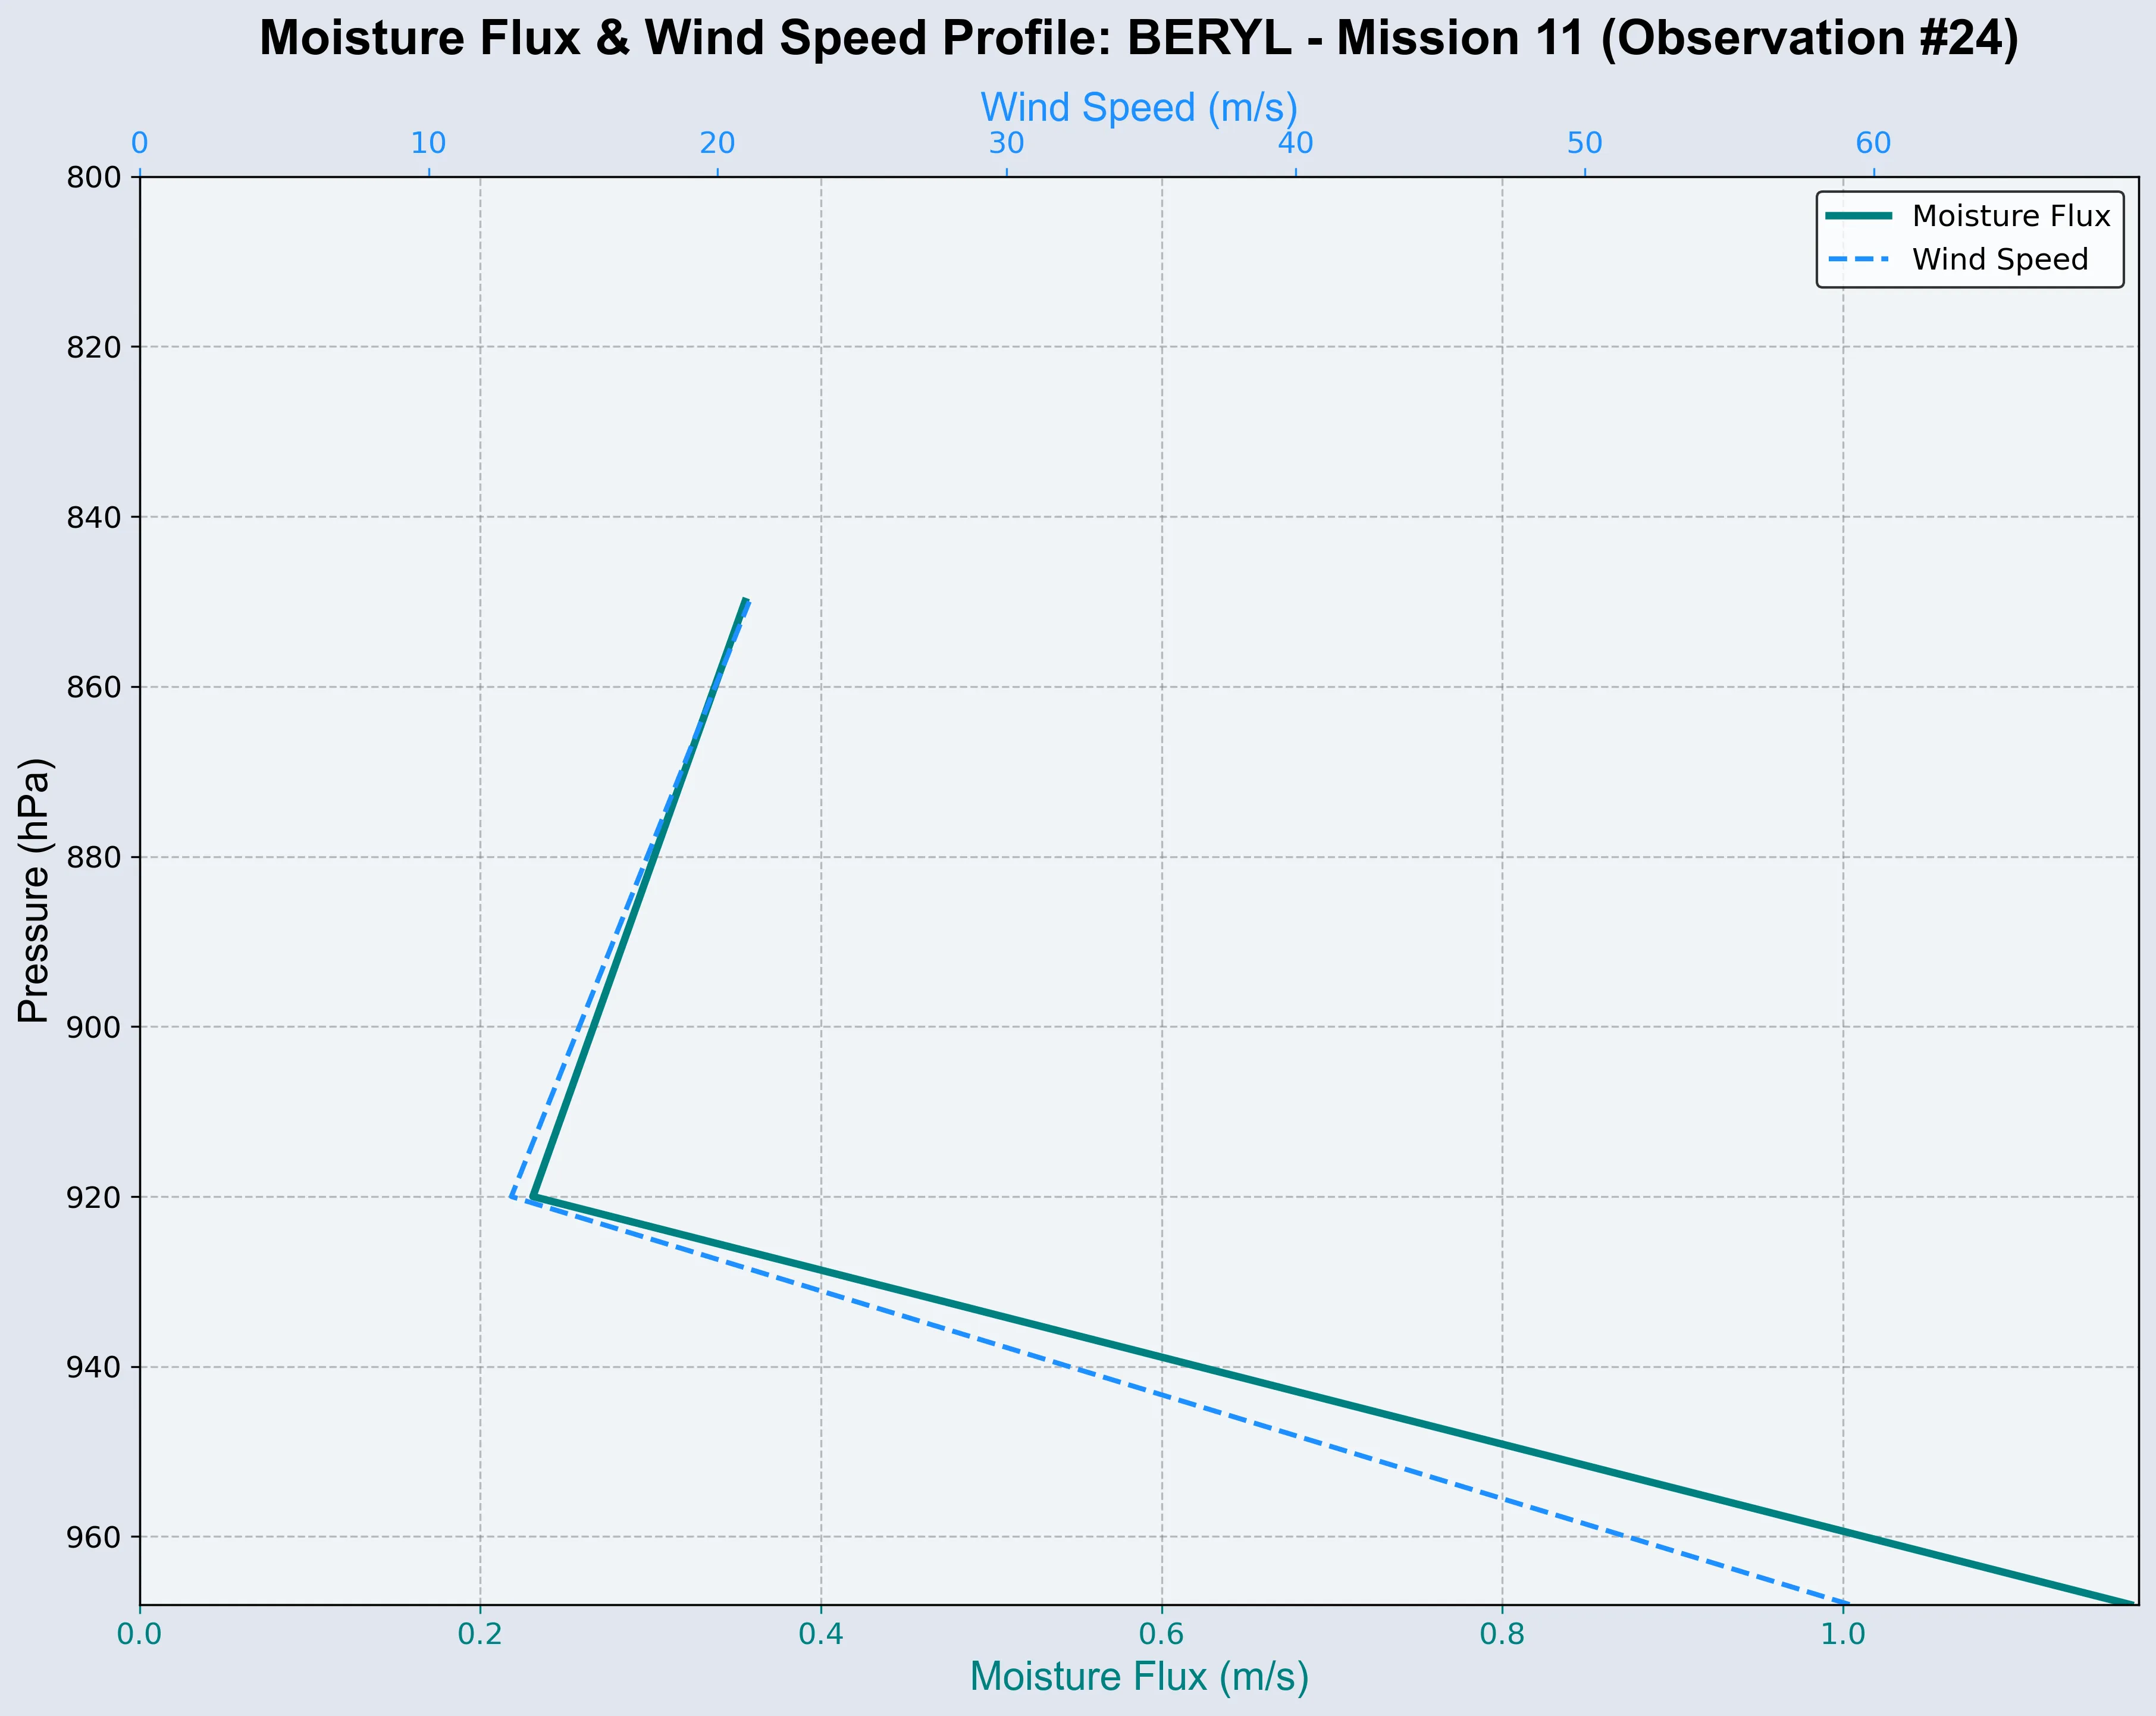 Moisture Flux & Wind Speed Profile: BERYL - Mission 11 (Observation #24)
Wind Speed (m/s)
0 10 20 30 40 50 60
Moisture Flux
Wind Speed
Pressure (hPa)
800
820
840
860
880
900
920
940
960
0.0 0.2 0.4 0.6 0.8 1.0
Moisture Flux (m/s)